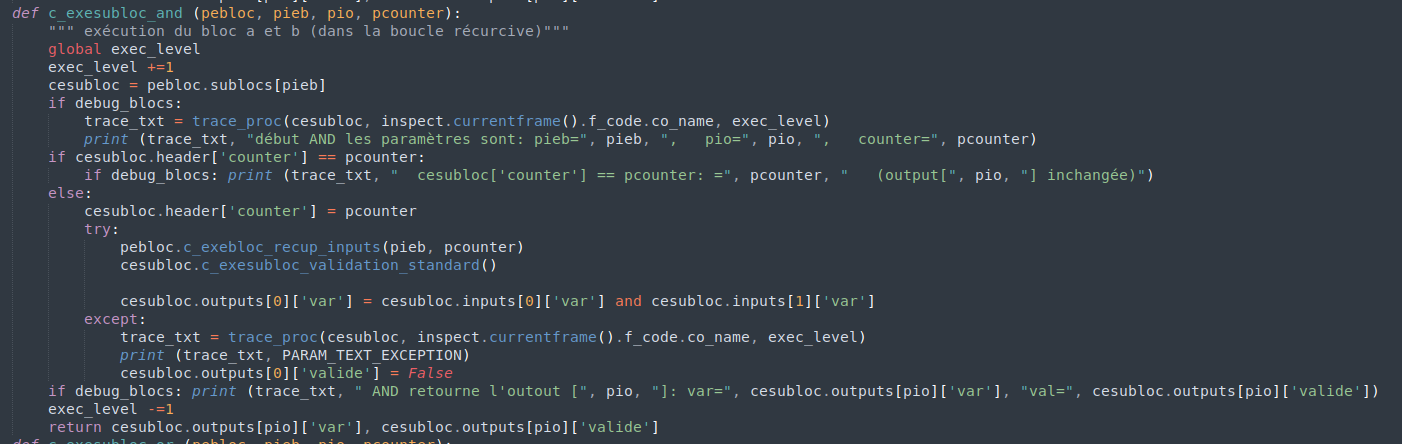 def c_exesubloc_and (pebloc, pieb, pio, pcounter):
    """ exécution du bloc a et b (dans la boucle récurcive)"""
    global exec_level
    exec_level +=1
    cesubloc = pebloc.sublocs[pieb]
    if debug_blocs:
        trace_txt = trace_proc(cesubloc, inspect.currentframe().f_code.co_name, exec_level)
        print (trace_txt, "début AND les paramètres sont: pieb=", pieb, ",   pio=", pio, ",   counter=", pcounter)
    if cesubloc.header['counter'] == pcounter:
        if debug_blocs: print (trace_txt, "  cesubloc['counter'] == pcounter: =", pcounter, "   (output[", pio, "] inchangée)")
    else:
        cesubloc.header['counter'] = pcounter
        try:
            pebloc.c_exebloc_recup_inputs(pieb, pcounter)
            cesubloc.c_exesubloc_validation_standard()
            cesubloc.outputs[0]['var'] = cesubloc.inputs[0]['var'] and cesubloc.inputs[1]['var']
        except:
            trace_txt = trace_proc(cesubloc, inspect.currentframe().f_code.co_name, exec_level)
            print (trace_txt, PARAM_TEXT_EXCEPTION)
            cesubloc.outputs[0]['valide'] = False
    if debug_blocs: print (trace_txt, " AND retourne l'outout [", pio, "]: var=", cesubloc.outputs[pio]['var'], "val=", cesubloc.outputs[pio]['valide'])
    exec_level -=1
    return cesubloc.outputs[pio]['var'], cesubloc.outputs[pio]['valide']